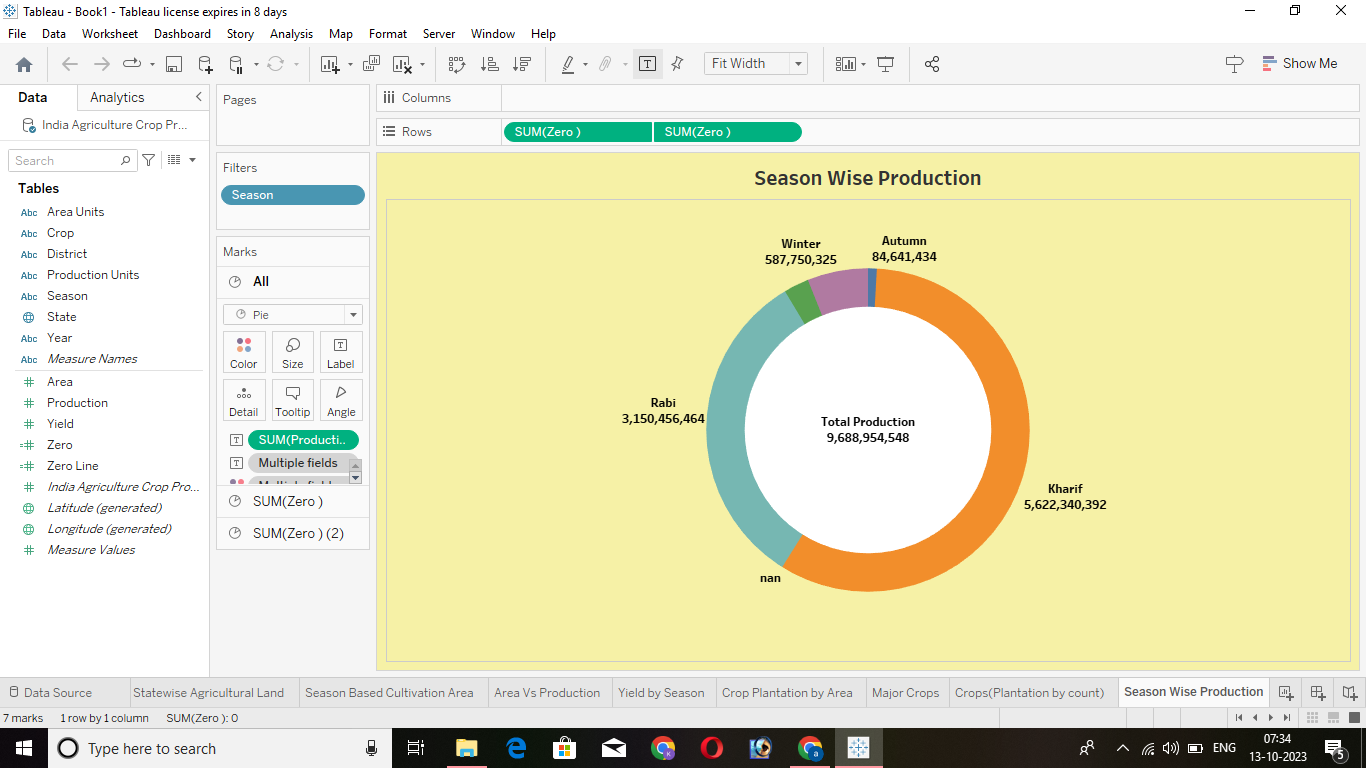 Tableau - Book1 - Tableau license expires in 8 days
File Data Worksheet Dashboard Story Analysis Map Format Server Window Help
Fit Width
Show Me
Data Analytics
India Agriculture Crop Pr...
Search
Tables
Abc Area Units
Abc Crop
Abc District
Abc Production Units
Abc Season
State
Abc Year
Abc Measure Names
Area
Production
Yield
Zero
Zero Line
India Agriculture Crop Pro...
Latitude (generated)
Longitude (generated)
Measure Values
Pages
Filters
Season
Marks
All
Pie
Color Size Label
Detail Tooltip Angle
SUM(Producti..
Multiple fields
SUM(Zero )
SUM(Zero ) (2)
Columns
Rows SUM(Zero ) SUM(Zero )
Season Wise Production
Winter
587,750,325
Autumn
84,641,434
Rabi
3,150,456,464
Total Production
9,688,954,548
Kharif
5,622,340,392
nan
Data Source Statewise Agricultural Land Season Based Cultivation Area Area Vs Production Yield by Season Crop Plantation by Area Major Crops Crops(Plantation by count) Season Wise Production
7 marks 1 row by 1 column SUM(Zero ): 0
Type here to search
ENG
07:34
13-10-2023
5